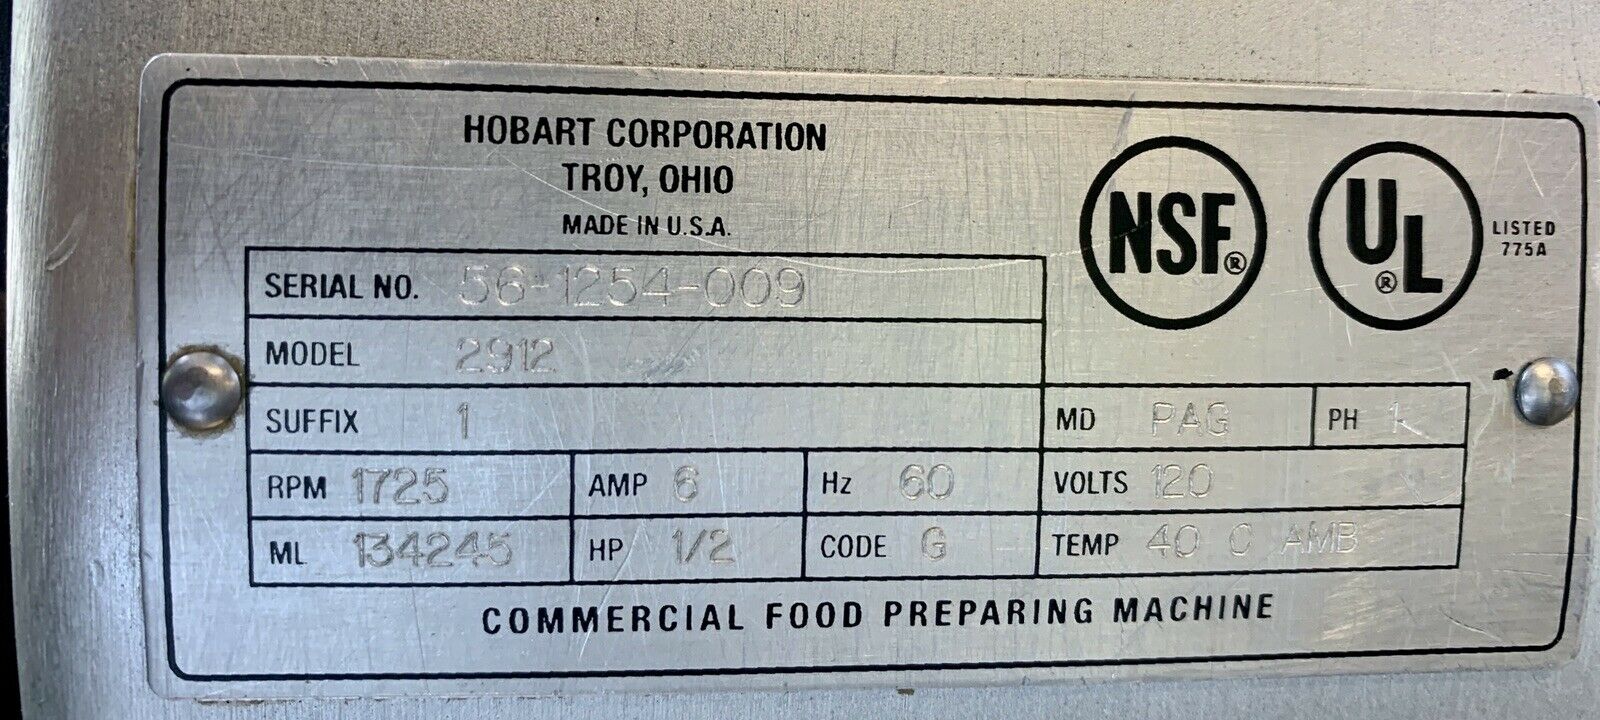 HOBART CORPORATION
TROY, OHIO
MADE IN U.S.A.
NSF®
UL®
LISTED
775A
SERIAL NO. 56-1254-009
MODEL 2912
SUFFIX 1
MD PAG PH 1
RPM 1725 AMP 6 Hz 60 VOLTS 120
ML 134245 HP 1/2 CODE G TEMP 40 C AMB
COMMERCIAL FOOD PREPARING MACHINE